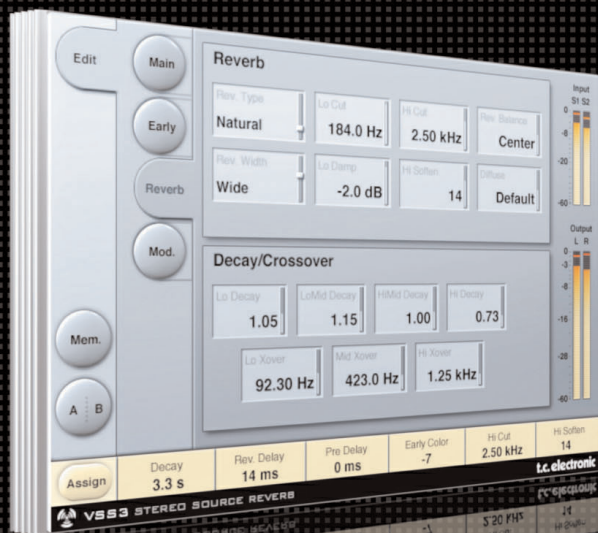 Edit
Main
Early
Reverb
Mod.
Mem.
A B
Assign
Reverb
Rev. Type
Natural
Lo Cut
184.0 Hz
Hi Cut
2.50 kHz
Rev. Balance
Center
Rev. Width
Wide
Lo Damp
-2.0 dB
Hi Soften
14
Diffuse
Default
Decay/Crossover
Lo Decay
1.05
LoMid Decay
1.15
HiMid Decay
1.00
Hi Decay
0.73
Lo Xover
92.30 Hz
Mid Xover
423.0 Hz
Hi Xover
1.25 kHz
Input
S1 S2
0
-8
-20
-60
Output
L R
0
-3
-8
-16
-28
-60
Decay
3.3 s
Rev. Delay
14 ms
Pre Delay
0 ms
Early Color
-7
Hi Cut
2.50 kHz
Hi Soften
14
VSS3 STEREO SOURCE REVERB
t.c. electronic